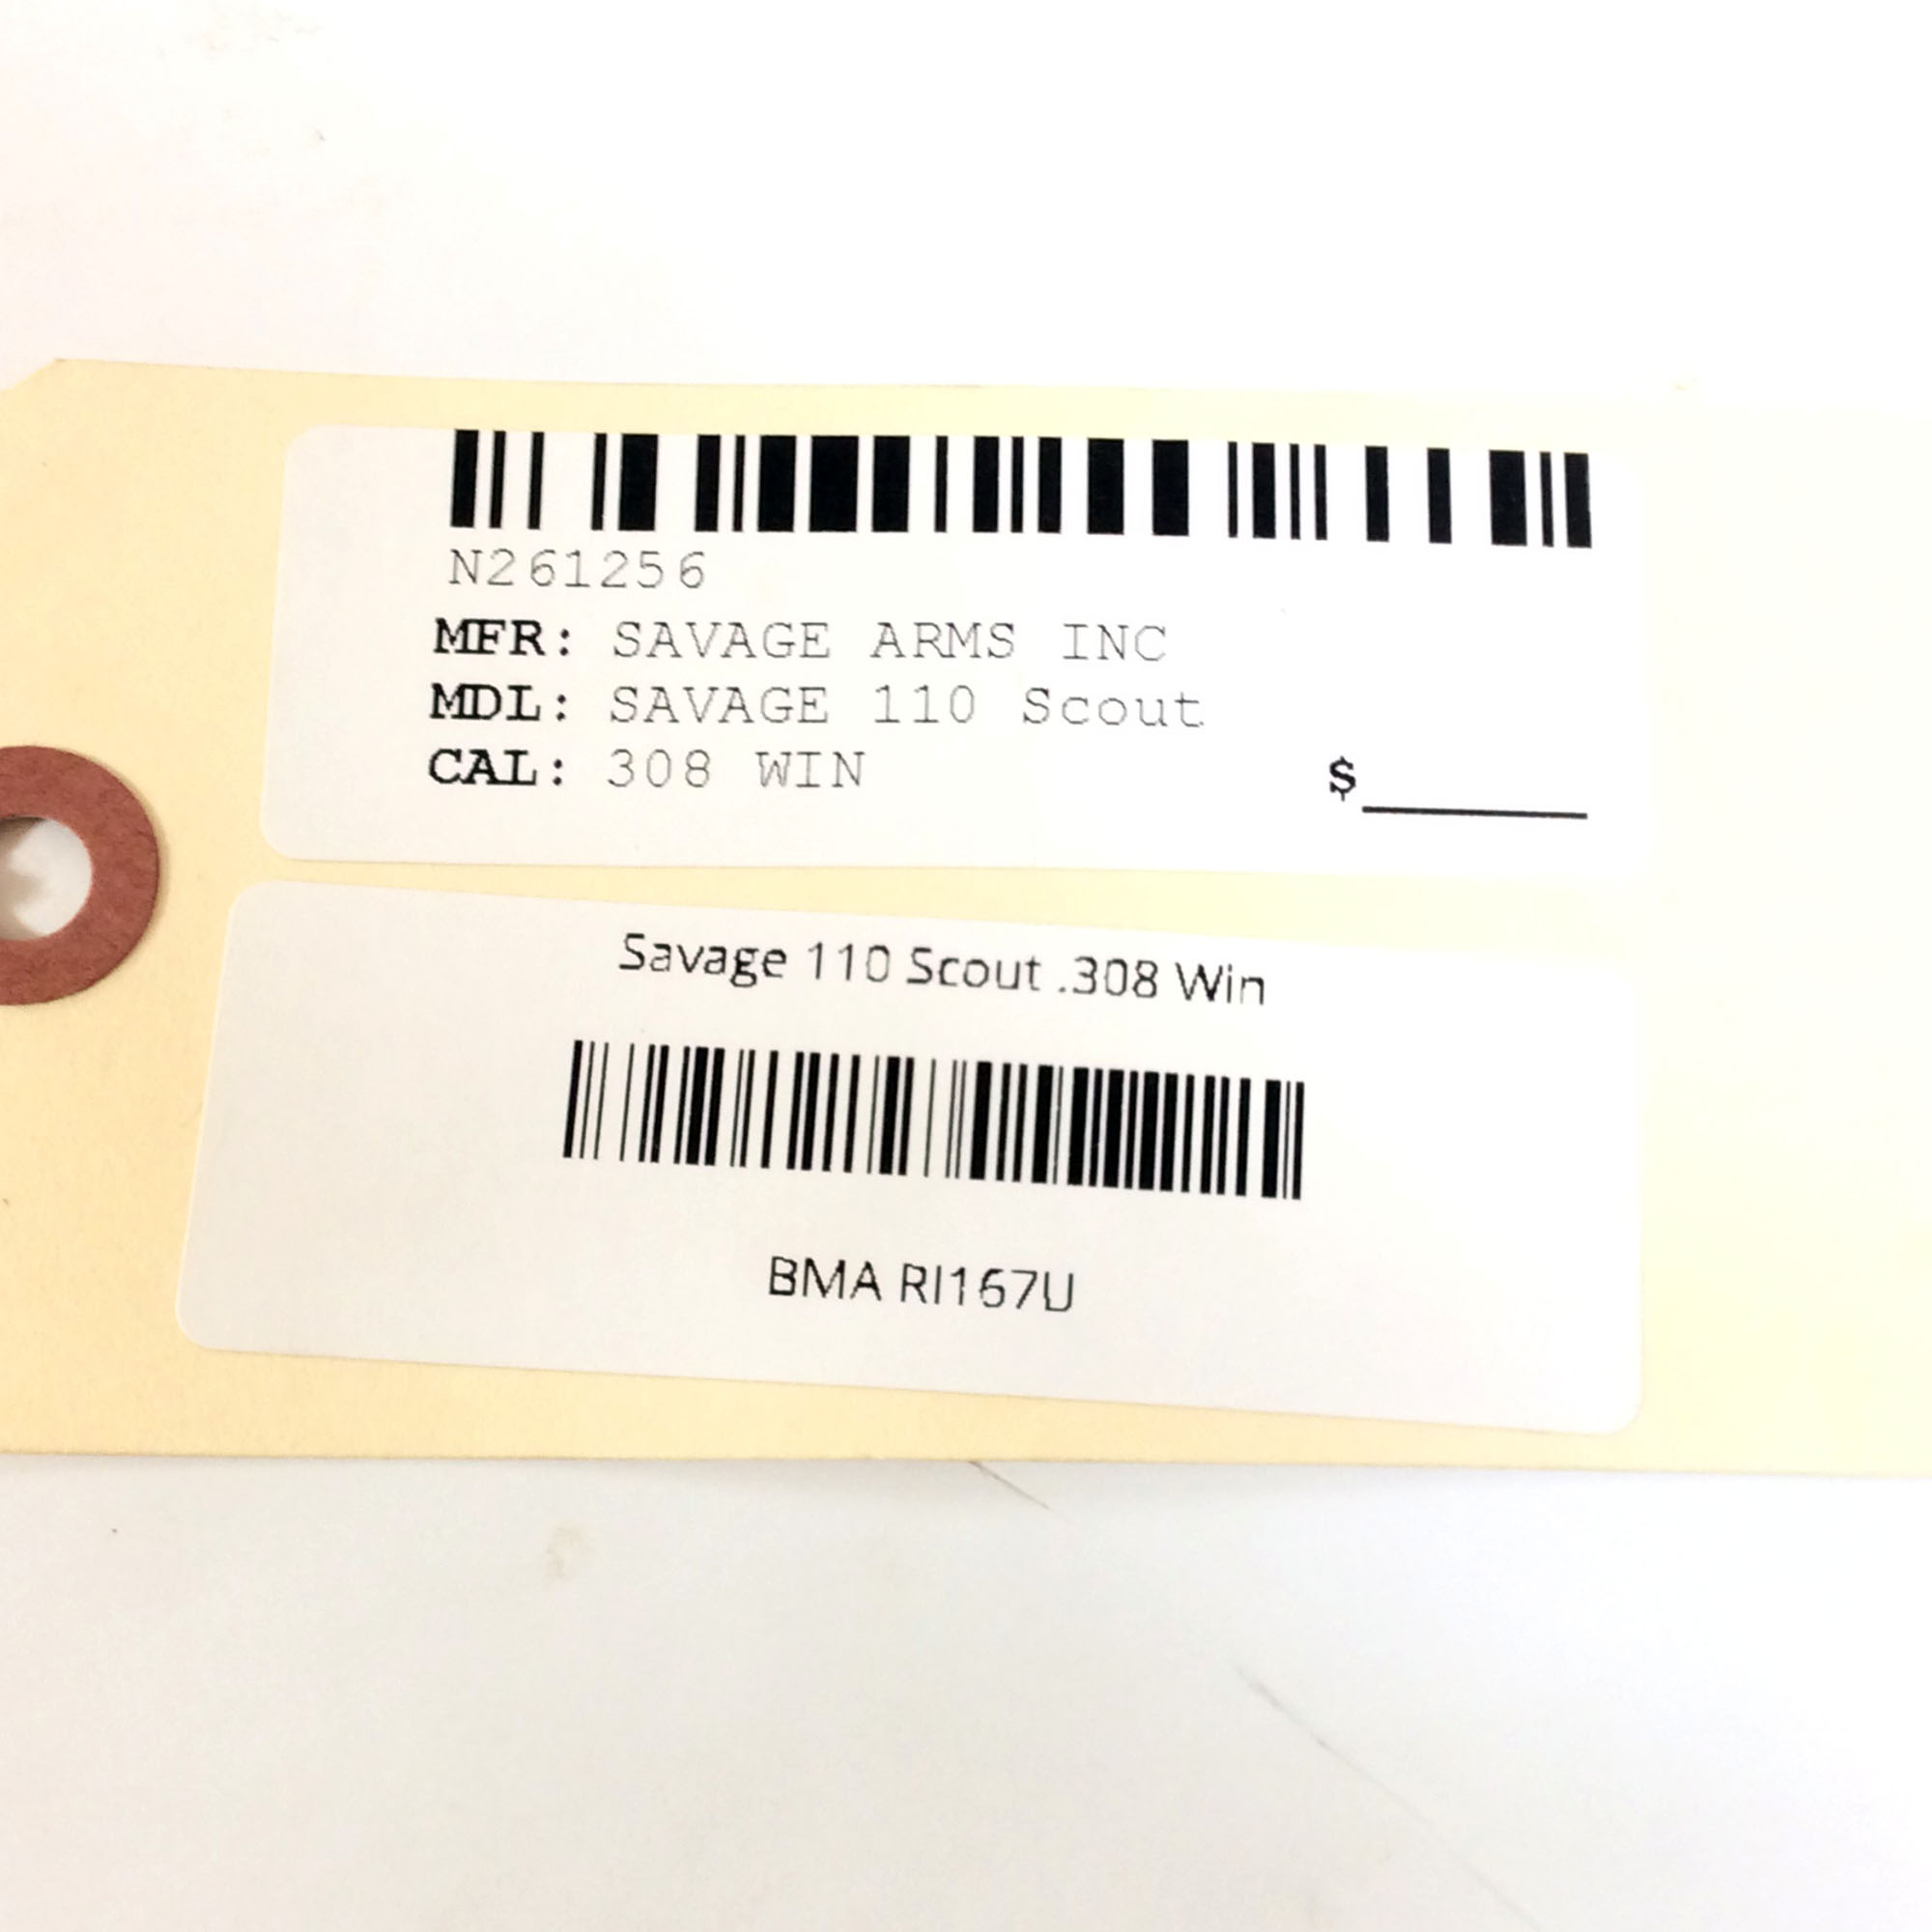 N261256
MFR: SAVAGE ARMS INC
MDL: SAVAGE 110 Scout
CAL: 308 WIN
$
Savage 110 Scout .308 Win
BMA RI167U